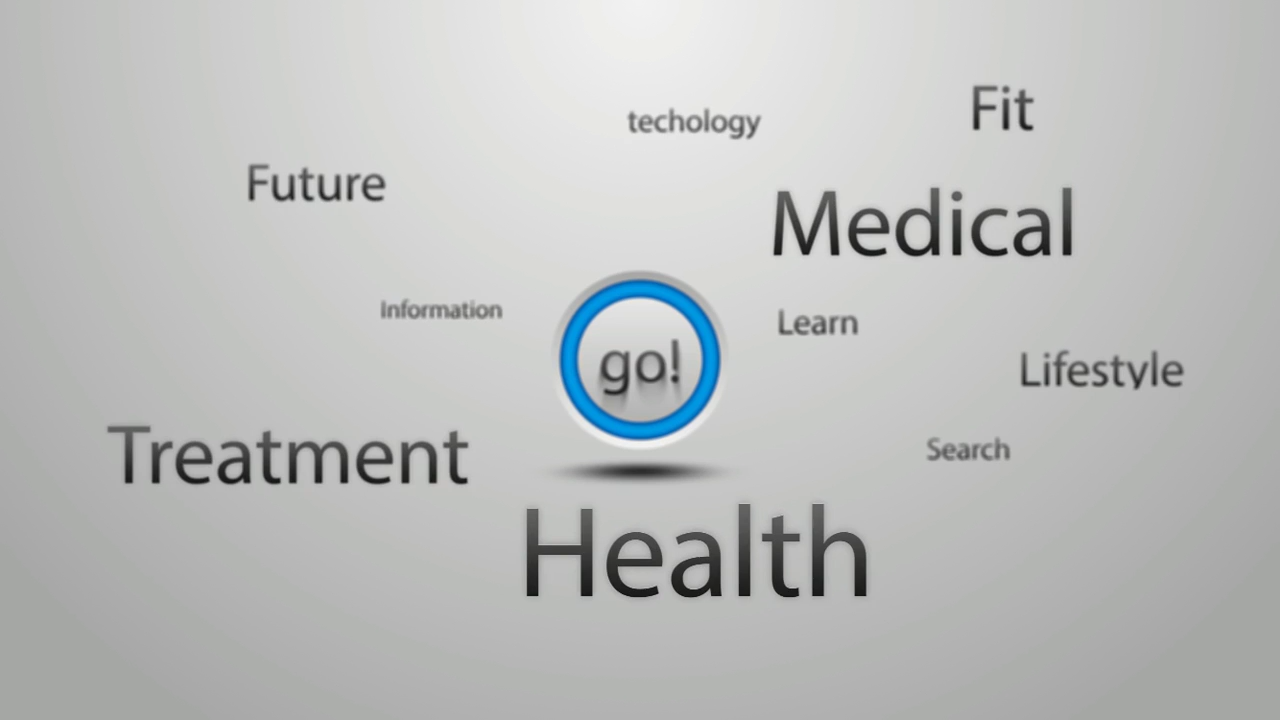 Fit
techology
Future
Medical
Information
Learn
go!
Lifestyle
Treatment
Search
Health